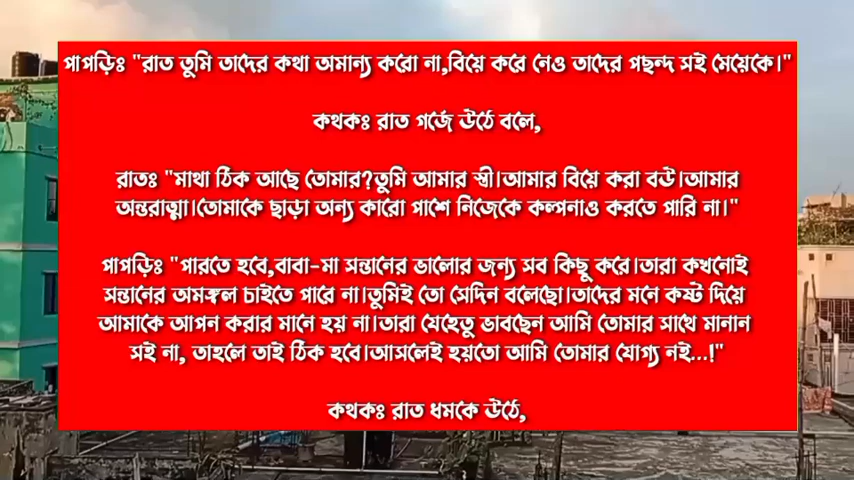 পাপড়িঃ "রাত তুমি তাদের কথা অমান্য করো না,বিয়ে করে নেও তাদের পছন্দ সই মেয়েকে।"
কথকঃ রাত গর্জে উঠে বলে,
রাতঃ "মাথা ঠিক আছে তোমার?তুমি আমার স্ত্রী।আমার বিয়ে করা বউ।আমার
অন্তরাত্মা।তোমাকে ছাড়া অন্য কারো পাশে নিজেকে কল্পনাও করতে পারি না।"
পাপড়িঃ "পারতে হবে,বাবা-মা সন্তানের ভালোর জন্য সব কিছু করে।তারা কখনোই
সন্তানের অমঙ্গল চাইতে পারে না।তুমিই তো সেদিন বলেছো।তাদের মনে কষ্ট দিয়ে
আমাকে আপন করার মানে হয় না।তারা যেহেতু ভাবছেন আমি তোমার সাথে মানান
সই না, তাহলে তাই ঠিক হবে।আসলেই হয়তো আমি তোমার যোগ্য নই...!"
কথকঃ রাত ধমকে উঠে,